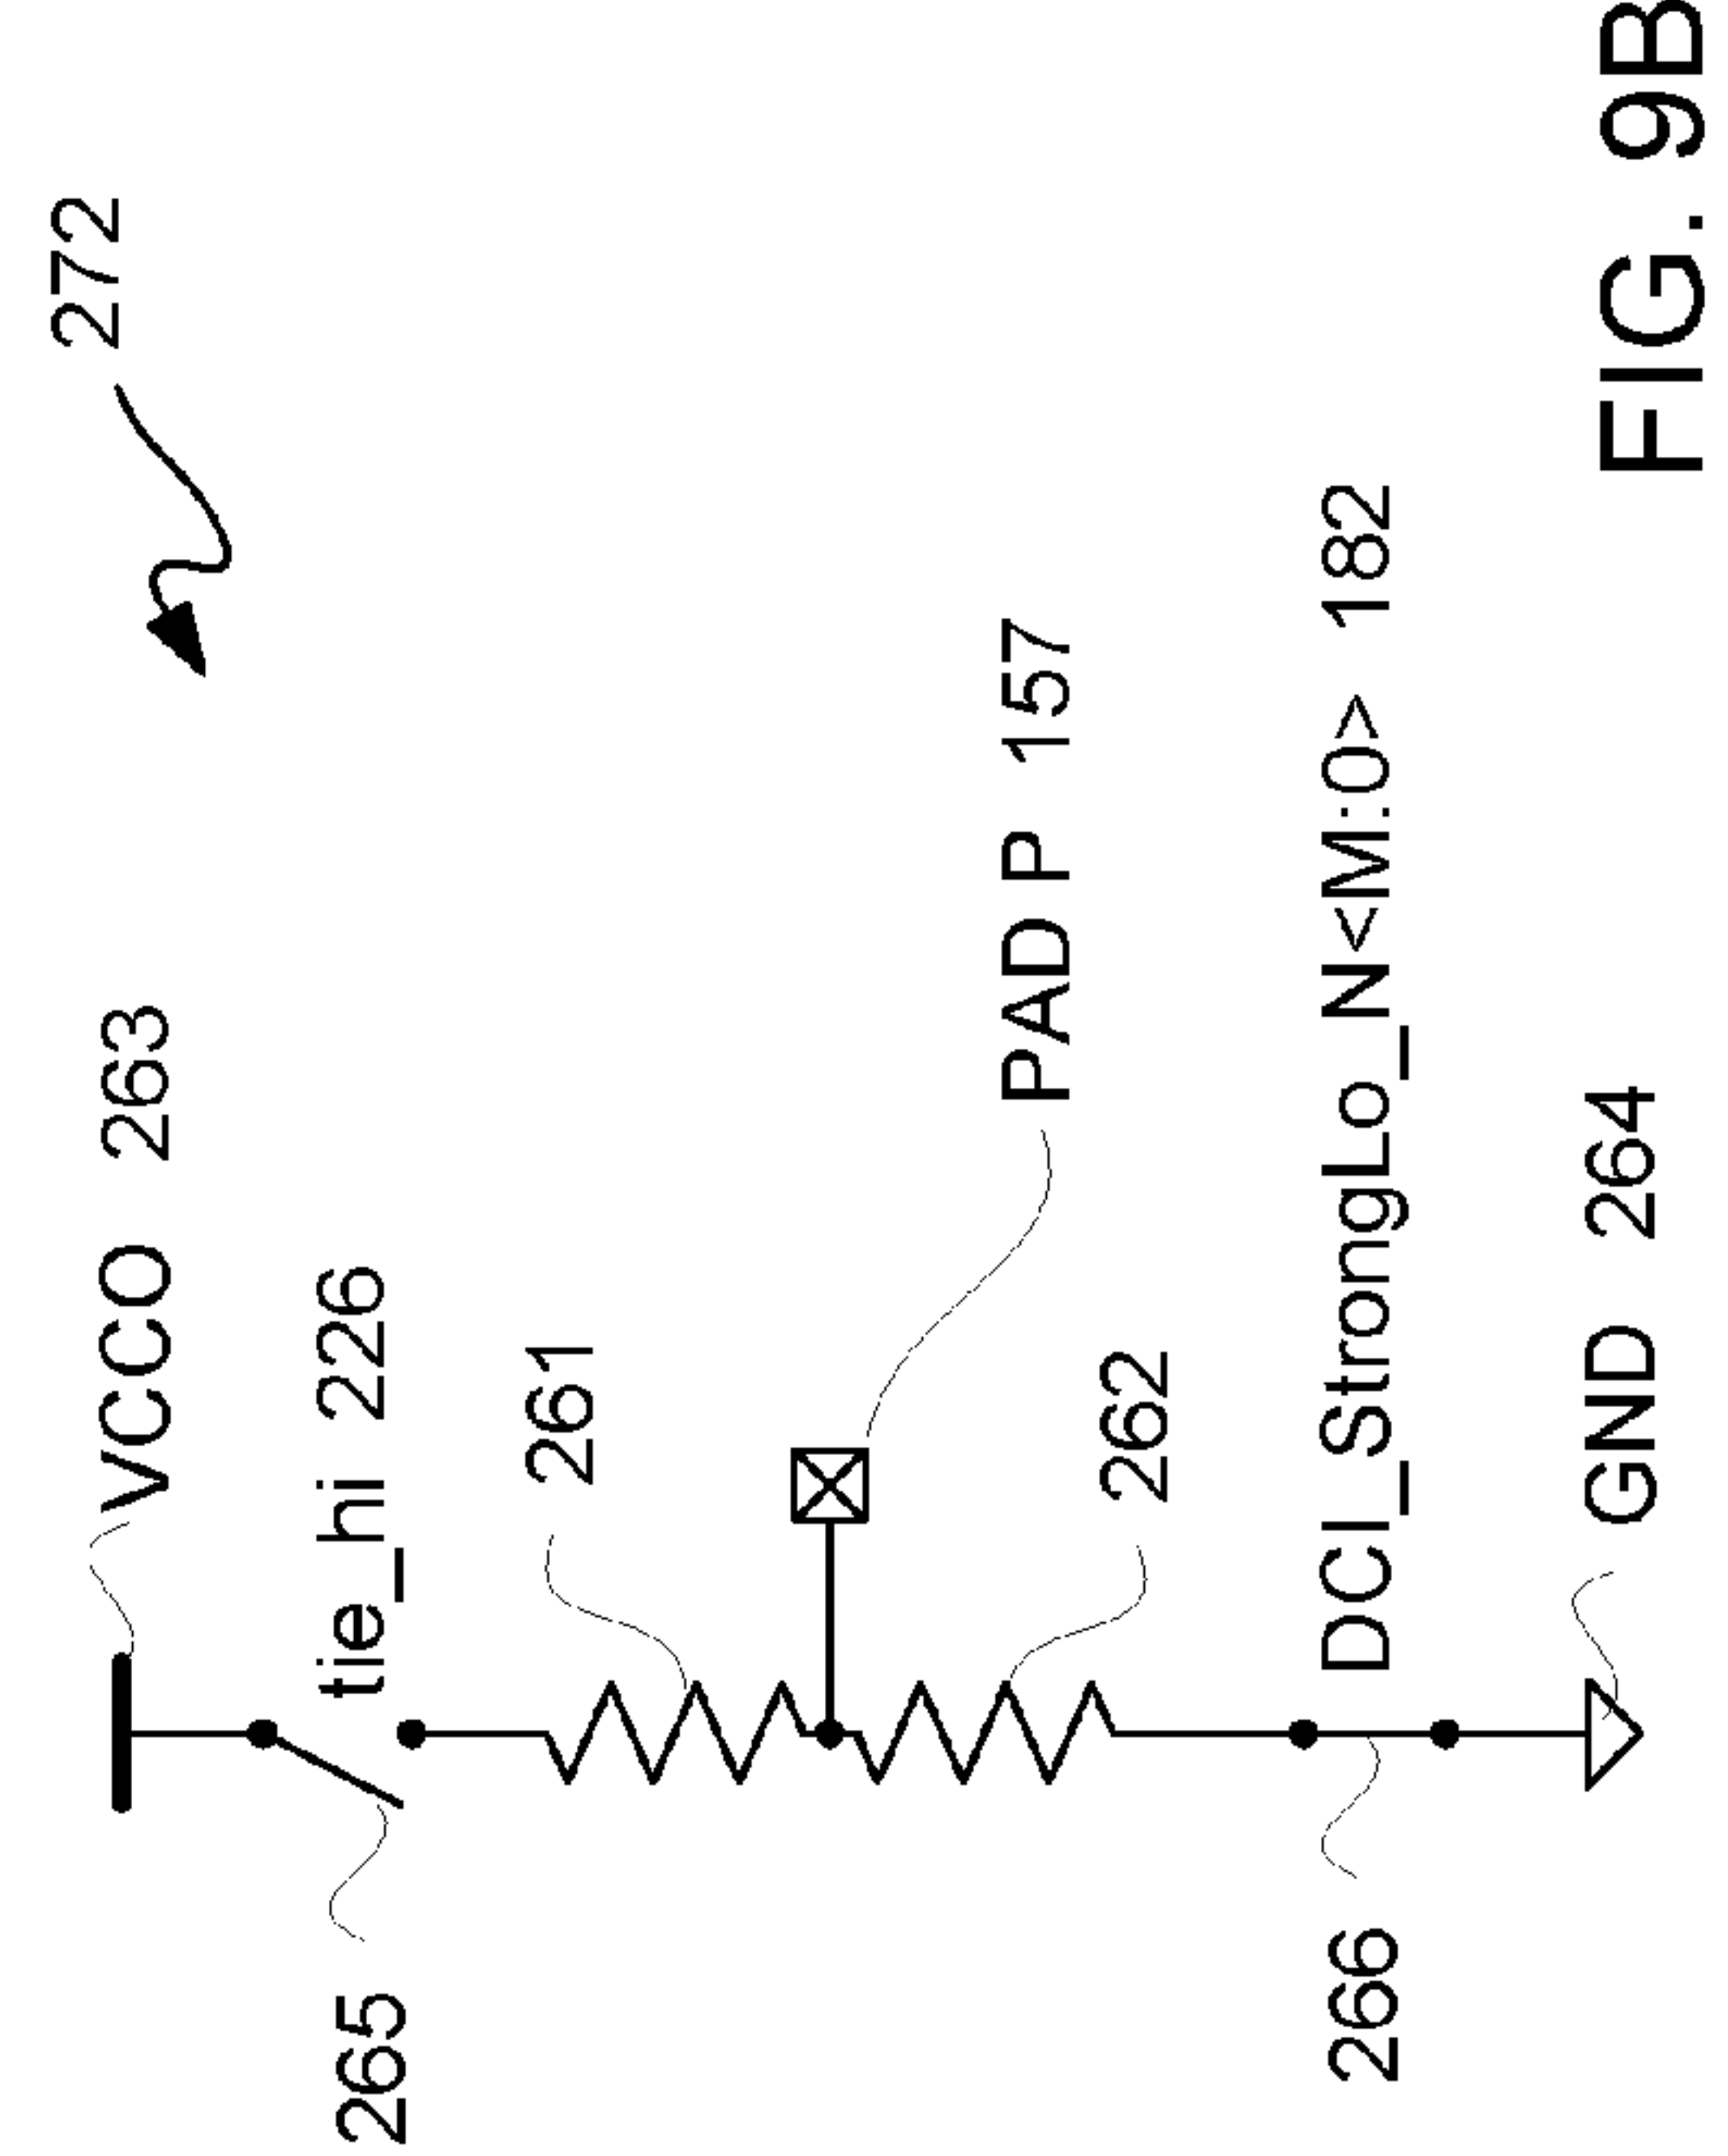 272
VCCO 263
265
tie_hi 226
261
PAD P 157
262
266
DCI_StrongLo_N<M:0> 182
GND 264
FIG. 9B